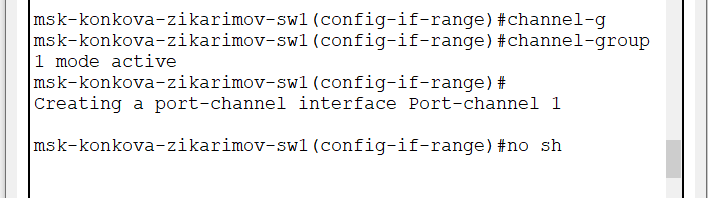 msk-konkova-zikarimov-sw1(config-if-range)#channel-g
msk-konkova-zikarimov-sw1(config-if-range)#channel-group
1 mode active
msk-konkova-zikarimov-sw1(config-if-range)#
Creating a port-channel interface Port-channel 1
msk-konkova-zikarimov-sw1(config-if-range)#no sh